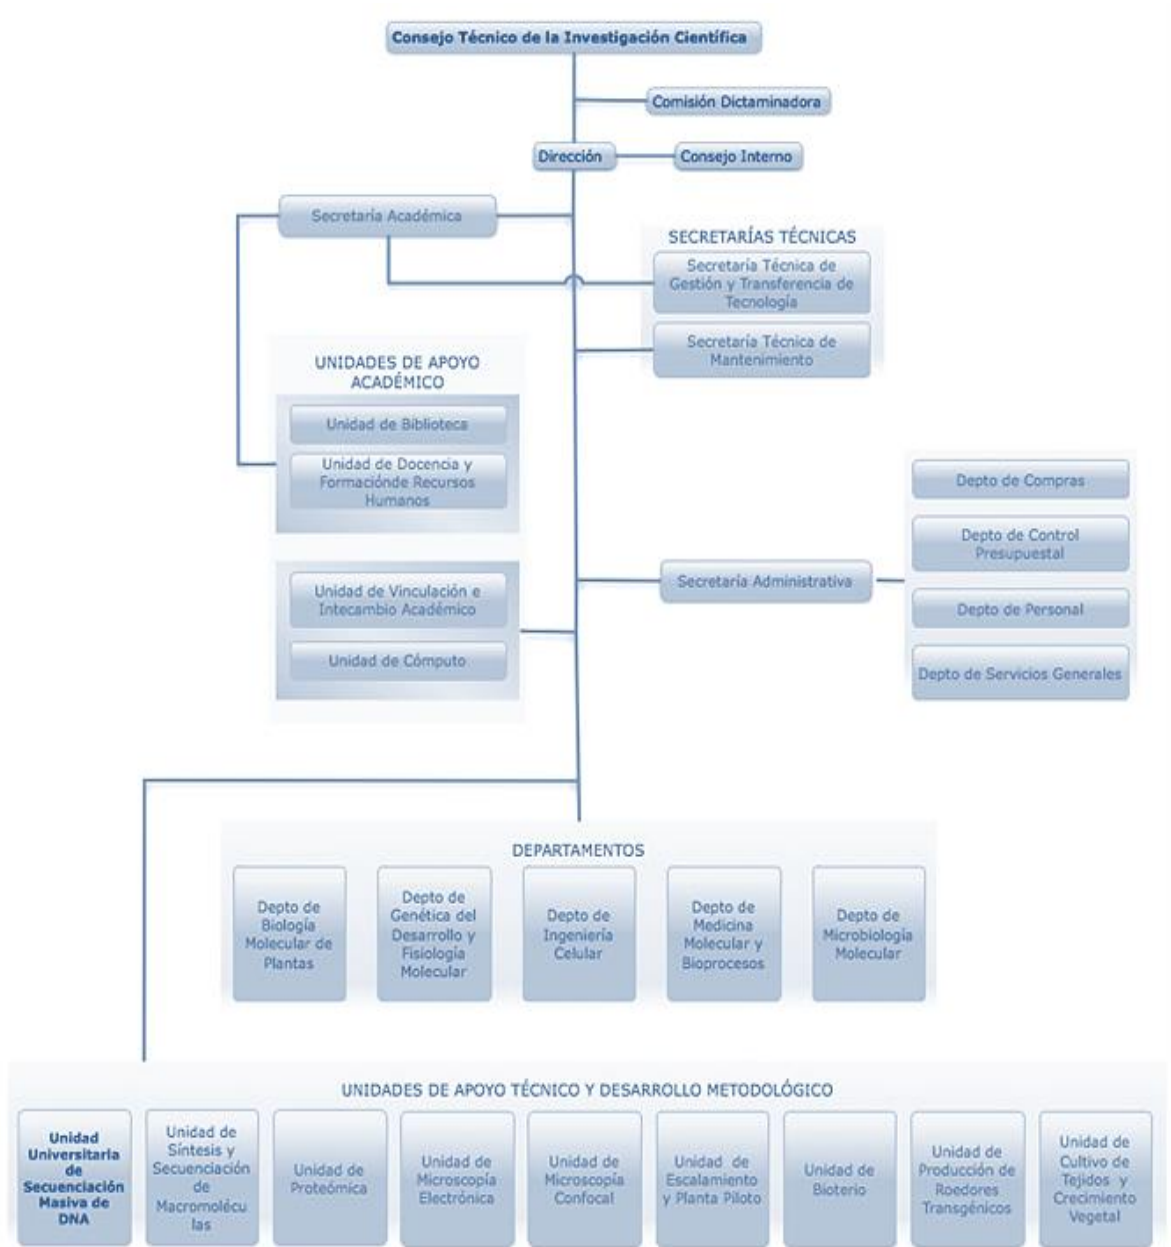 Consejo Técnico de la Investigación Científica
Comisión Dictaminadora
Dirección
Consejo Interno
Secretaría Académica
SECRETARÍAS TÉCNICAS
Secretaría Técnica de
Gestión y Transferencia de
Tecnología
Secretaría Técnica de
Mantenimiento
UNIDADES DE APOYO
ACADÉMICO
Unidad de Biblioteca
Unidad de Docencia y
Formaciónde Recursos
Humanos
Unidad de Vinculación e
Intecambio Académico
Unidad de Cómputo
Secretaría Administrativa
Depto de Compras
Depto de Control
Presupuestal
Depto de Personal
Depto de Servicios Generales
DEPARTAMENTOS
Depto de
Biología
Molecular de
Plantas
Depto de
Genética del
Desarrollo y
Fisiología
Molecular
Depto de
Ingeniería
Celular
Depto de
Medicina
Molecular y
Bioprocesos
Depto de
Microbiología
Molecular
UNIDADES DE APOYO TÉCNICO Y DESARROLLO METODOLÓGICO
Unidad
Universitaria
de
Secuenciación
Masiva de
DNA
Unidad de
Síntesis y
Secuenciación
de
Macromolécu
las
Unidad de
Proteómica
Unidad de
Microscopía
Electrónica
Unidad de
Microscopía
Confocal
Unidad de
Escalamiento
y Planta Piloto
Unidad de
Bioterio
Unidad de
Producción de
Roedores
Transgénicos
Unidad de
Cultivo de
Tejidos y
Crecimiento
Vegetal